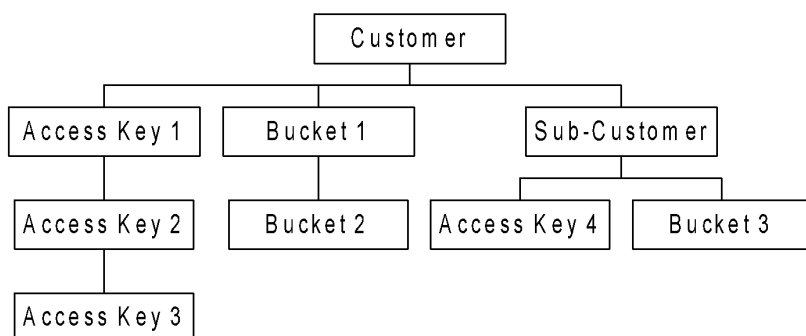 Customer
Access Key 1
Bucket 1
Sub-Customer
Access Key 2
Bucket 2
Access Key 4
Bucket 3
Access Key 3